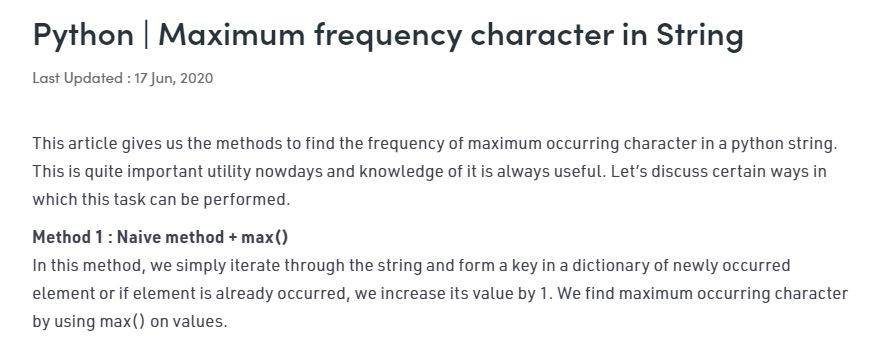 Python | Maximum frequency character in String
Last Updated : 17 Jun, 2020
This article gives us the methods to find the frequency of maximum occurring character in a python string.
This is quite important utility nowdays and knowledge of it is always useful. Let’s discuss certain ways in
which this task can be performed.
Method 1 : Naive method + max()
In this method, we simply iterate through the string and form a key in a dictionary of newly occurred
element or if element is already occurred, we increase its value by 1. We find maximum occurring character
by using max() on values.